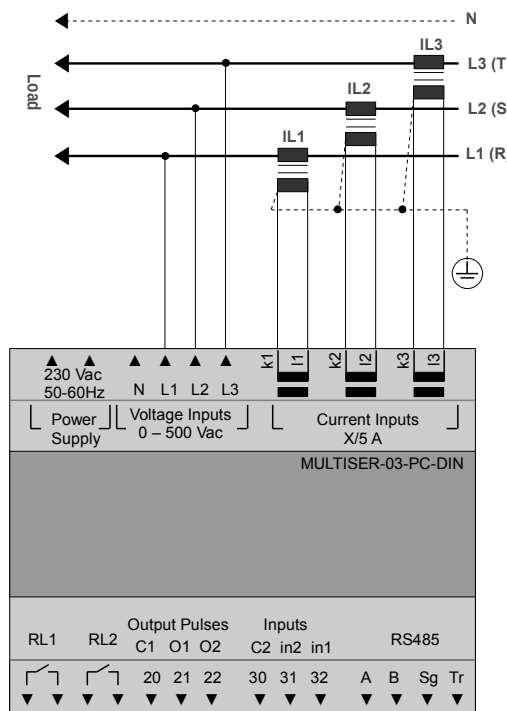 N
IL3
L3 (T
IL2
L2 (S
IL1
L1 (R
Load
k1 l1 k2 l2 k3 l3
230 Vac
50-60Hz
N L1 L2 L3
Power
Supply
Voltage Inputs
0 – 500 Vac
Current Inputs
X/5 A
MULTISER-03-PC-DIN
Output Pulses Inputs
RL1 RL2 C1 O1 O2 C2 in2 in1 RS485
20 21 22 30 31 32 A B Sg Tr